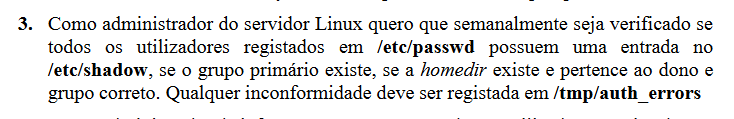 3. Como administrador do servidor Linux quero que semanalmente seja verificado se
todos os utilizadores registados em /etc/passwd possuem uma entrada no
/etc/shadow, se o grupo primário existe, se a homedir existe e pertence ao dono e
grupo correto. Qualquer inconformidade deve ser registada em /tmp/auth_errors